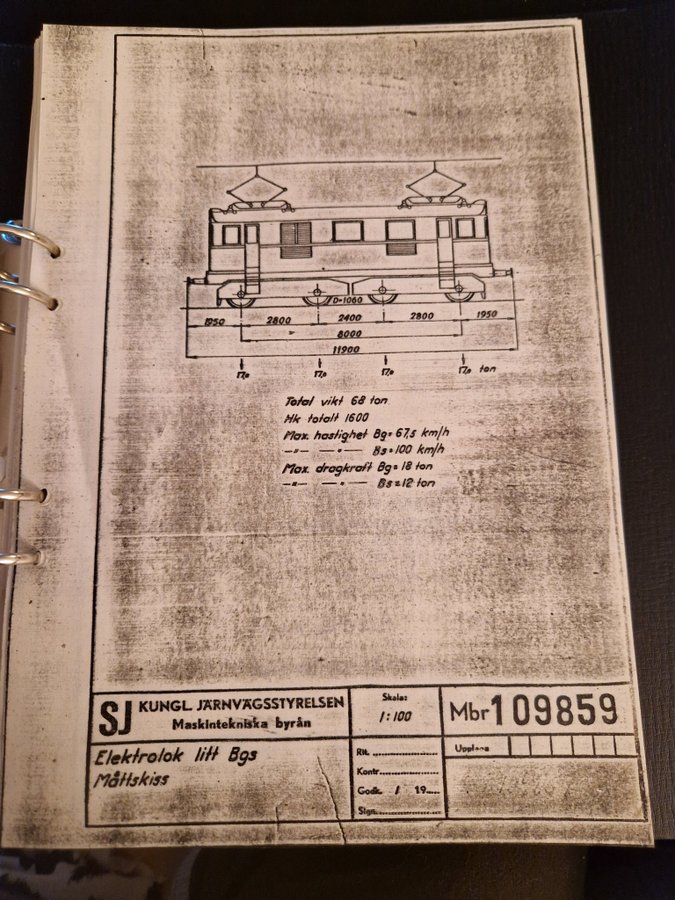 D-1060
1950 2800 2400 2800 1950
8000
11900
17,0 17,0 17,0 17,0 ton
Total vikt 68 ton
Hk totalt 1600
Max. hastighet Bg=67,5 km/h
—"— —"— Bs=100 km/h
Max. dragkraft Bg=18 ton
—"— —"— Bs=12 ton
SJ KUNGL. JÄRNVÄGSSTYRELSEN
Maskintekniska byrån
Skala:
1:100
Mbr 109859
Elektrolok litt Bgs
Måttskiss
Rit.
Kontr.
Godk. / 19
Sign.
Upplaga